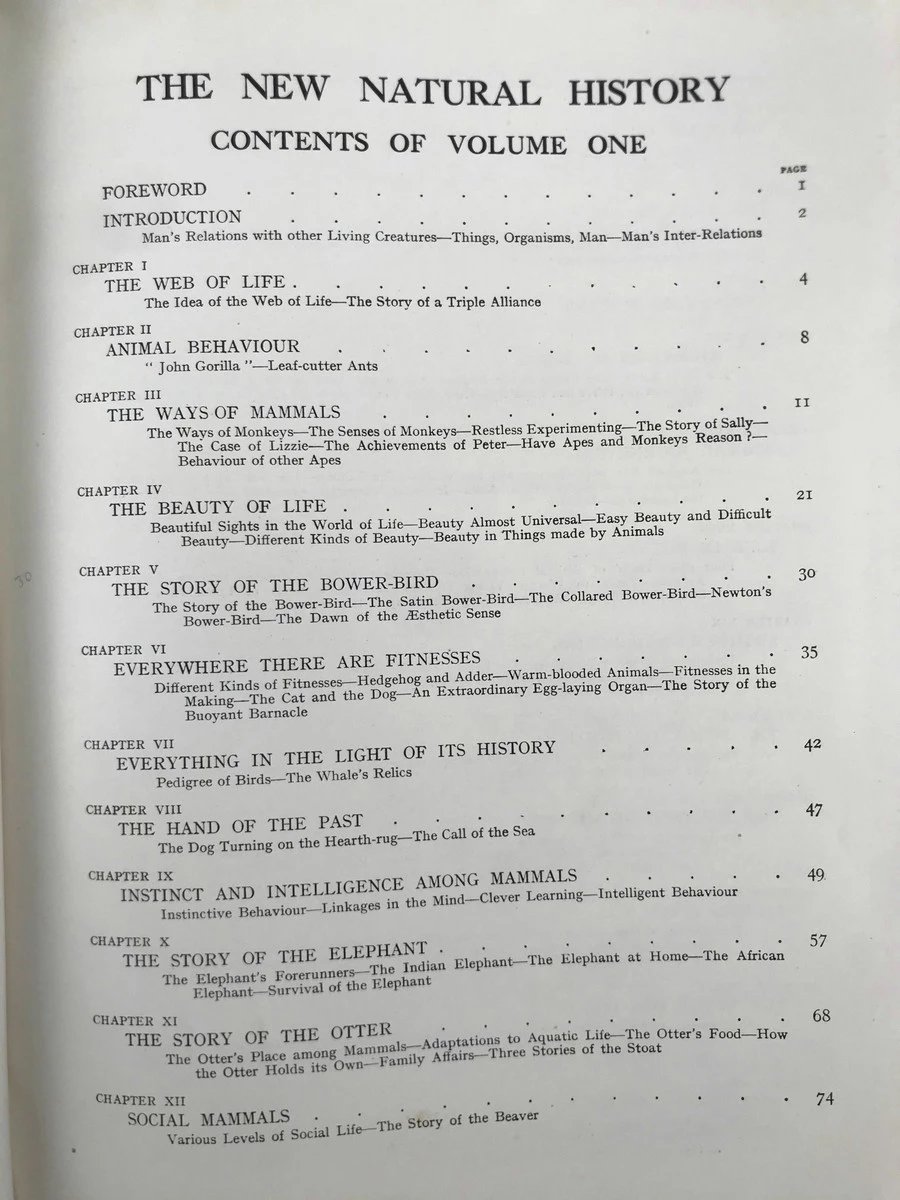 THE NEW NATURAL HISTORY
CONTENTS OF VOLUME ONE
PAGE
FOREWORD . . . . . . . . . . . . 1
INTRODUCTION . . . . . . . . . . . 2
Man's Relations with other Living Creatures—Things, Organisms, Man—Man's Inter-Relations
CHAPTER I
THE WEB OF LIFE . . . . . . . . . . . 4
The Idea of the Web of Life—The Story of a Triple Alliance
CHAPTER II
ANIMAL BEHAVIOUR . . . . . . . . . . 8
" John Gorilla "—Leaf-cutter Ants
CHAPTER III
THE WAYS OF MAMMALS . . . . . . . . . 11
The Ways of Monkeys—The Senses of Monkeys—Restless Experimenting—The Story of Sally—
The Case of Lizzie—The Achievements of Peter—Have Apes and Monkeys Reason ?—
Behaviour of other Apes
CHAPTER IV
THE BEAUTY OF LIFE . . . . . . . . . . 21
Beautiful Sights in the World of Life—Beauty Almost Universal—Easy Beauty and Difficult
Beauty—Different Kinds of Beauty—Beauty in Things made by Animals
CHAPTER V
30
THE STORY OF THE BOWER-BIRD . . . . . . . 30
The Story of the Bower-Bird—The Satin Bower-Bird—The Collared Bower-Bird—Newton's
Bower-Bird—The Dawn of the Æsthetic Sense
CHAPTER VI
EVERYWHERE THERE ARE FITNESSES . . . . . . 35
Different Kinds of Fitnesses—Hedgehog and Adder—Warm-blooded Animals—Fitnesses in the
Making—The Cat and the Dog—An Extraordinary Egg-laying Organ—The Story of the
Buoyant Barnacle
CHAPTER VII
EVERYTHING IN THE LIGHT OF ITS HISTORY . . . . . 42
Pedigree of Birds—The Whale's Relics
CHAPTER VIII
THE HAND OF THE PAST . . . . . . . . . 47
The Dog Turning on the Hearth-rug—The Call of the Sea
CHAPTER IX
INSTINCT AND INTELLIGENCE AMONG MAMMALS . . . . . 49
Instinctive Behaviour—Linkages in the Mind—Clever Learning—Intelligent Behaviour
CHAPTER X
THE STORY OF THE ELEPHANT . . . . . . . . . 57
The Elephant's Forerunners—The Indian Elephant—The Elephant at Home—The African
Elephant—Survival of the Elephant
CHAPTER XI
THE STORY OF THE OTTER . . . . . . . . . 68
The Otter's Place among Mammals—Adaptations to Aquatic Life—The Otter's Food—How
the Otter Holds its Own—Family Affairs—Three Stories of the Stoat
CHAPTER XII
SOCIAL MAMMALS . . . . . . . . . . . . 74
Various Levels of Social Life—The Story of the Beaver